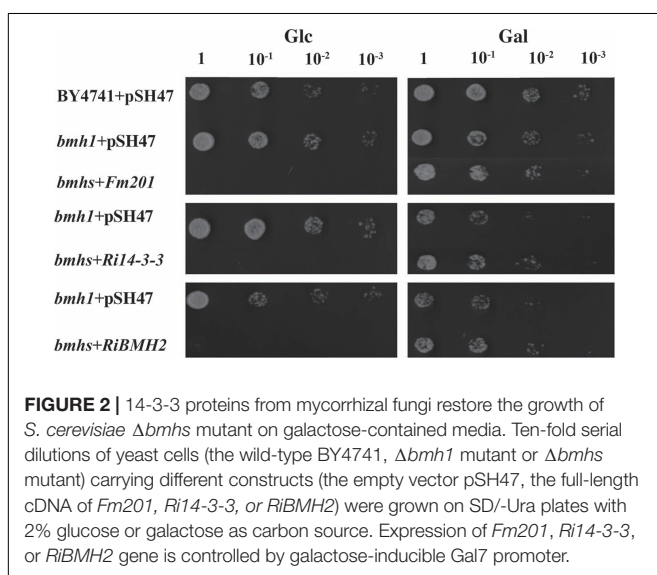 Glc Gal
1 10⁻¹ 10⁻² 10⁻³ 1 10⁻¹ 10⁻² 10⁻³
BY4741+pSH47
bmh1+pSH47
bmhs+Fm201
bmh1+pSH47
bmhs+Ri14-3-3
bmh1+pSH47
bmhs+RiBMH2
FIGURE 2 | 14-3-3 proteins from mycorrhizal fungi restore the growth of
S. cerevisiae Δbmhs mutant on galactose-contained media. Ten-fold serial
dilutions of yeast cells (the wild-type BY4741, Δbmh1 mutant or Δbmhs
mutant) carrying different constructs (the empty vector pSH47, the full-length
cDNA of Fm201, Ri14-3-3, or RiBMH2) were grown on SD/-Ura plates with
2% glucose or galactose as carbon source. Expression of Fm201, Ri14-3-3,
or RiBMH2 gene is controlled by galactose-inducible Gal7 promoter.